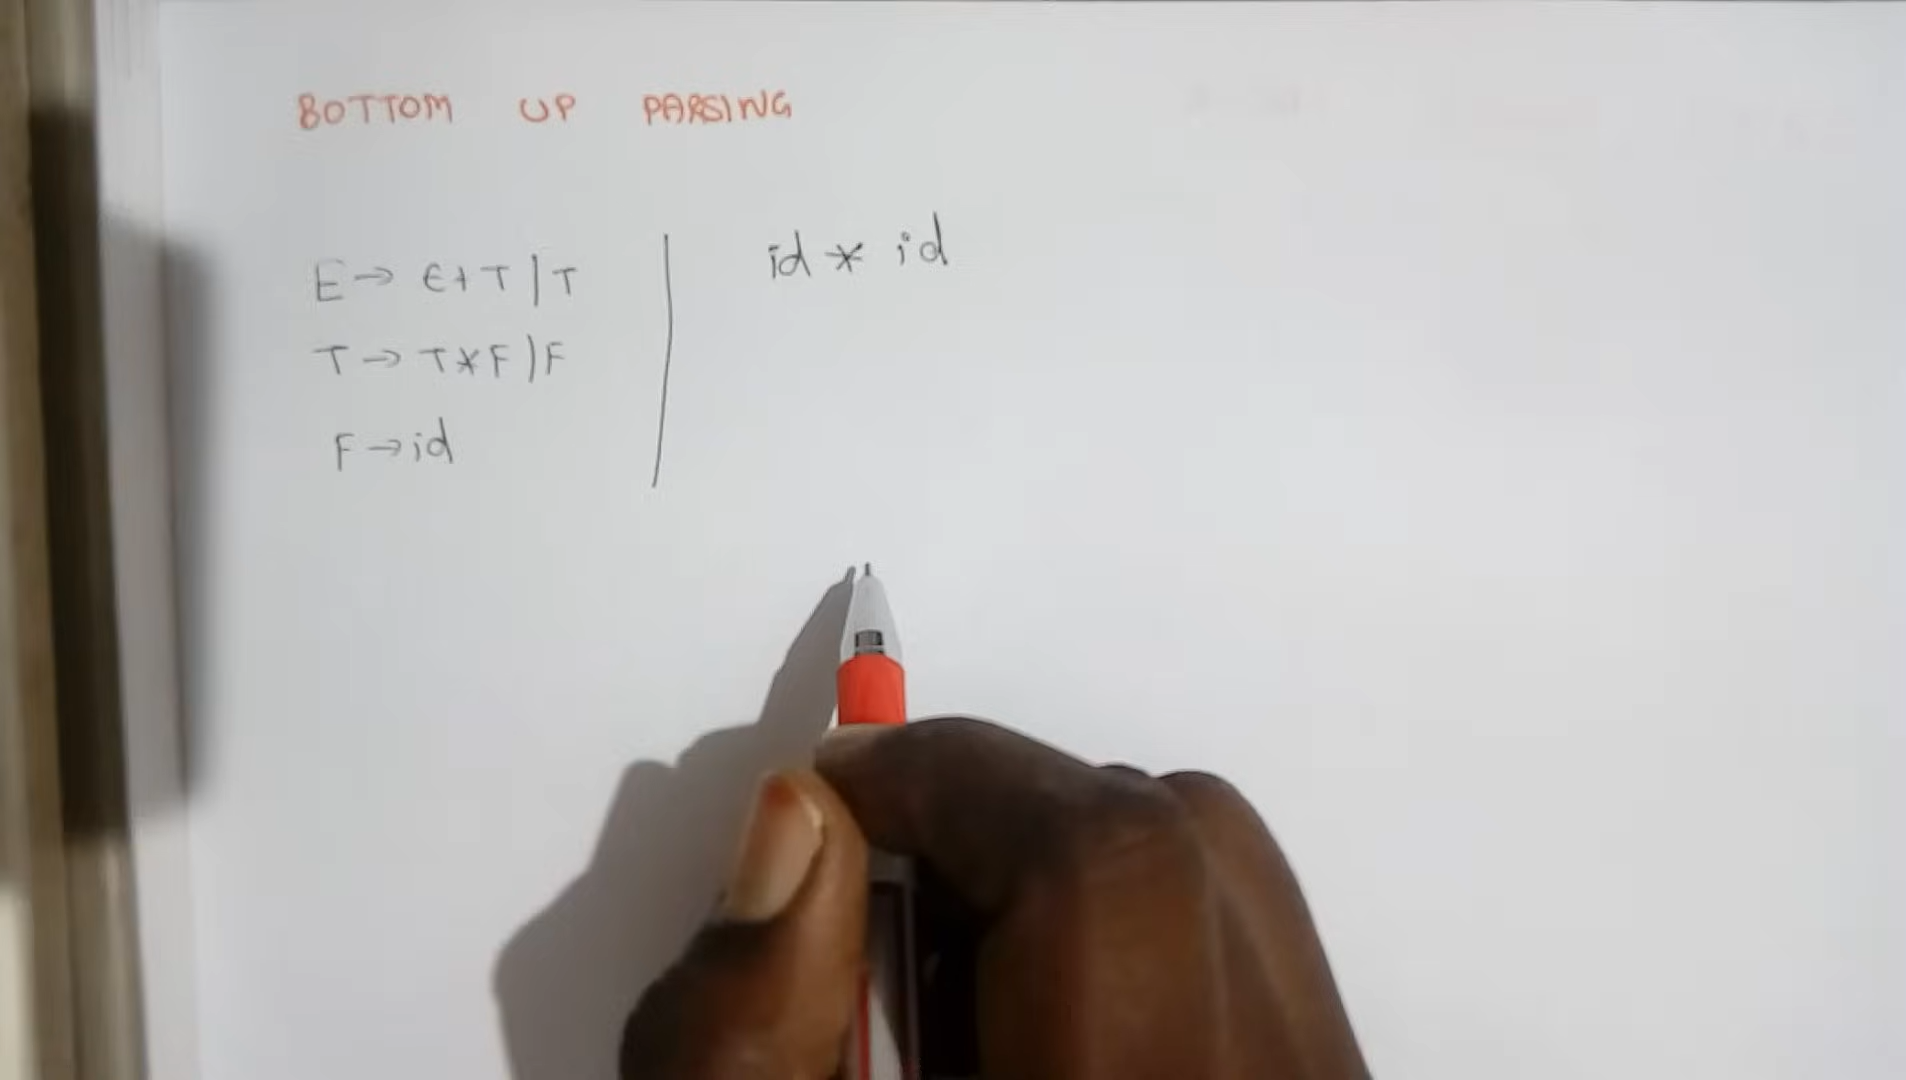 BOTTOM UP PARSING
E → E+T | T
T → T*F | F
F → id
id * id